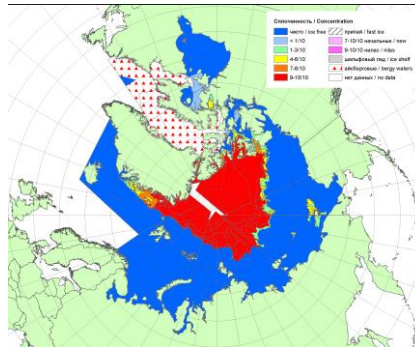 Сплоченность / Concentration
чисто / ice free
< 1/10
1-3/10
4-6/10
7-8/10
9-10/10
припай / fast ice
7-10/10 начальные / new
9-10/10 нилас / nilas
шельфовый лед / ice shelf
айсберговые / bergy waters
нет данных / no data